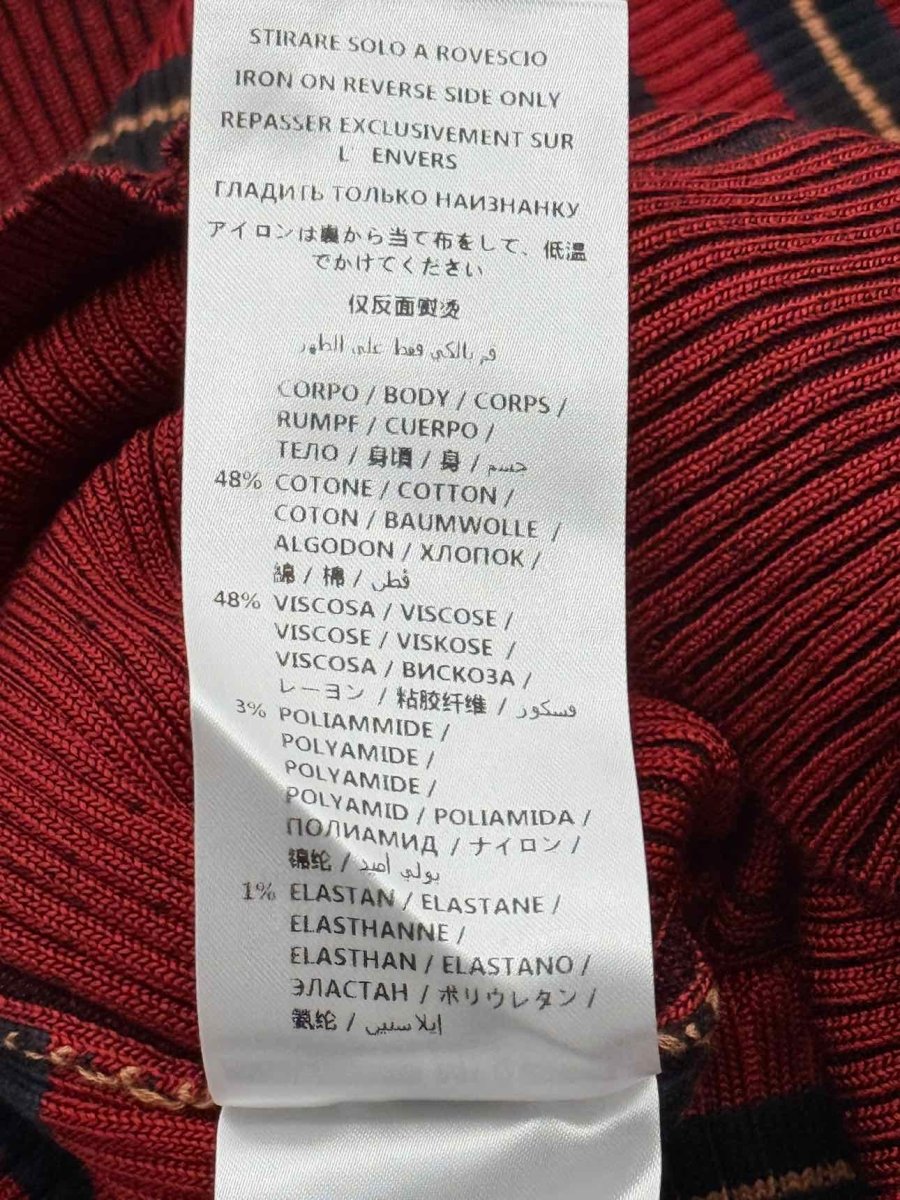 STIRARE SOLO A ROVESCIO
IRON ON REVERSE SIDE ONLY
REPASSER EXCLUSIVEMENT SUR
L' ENVERS
ГЛАДИТЬ ТОЛЬКО НАИЗНАНКУ
アイロンは裏から当て布をして、低温
でかけてください
仅反面熨烫
قم بالكي فقط على الظهر
CORPO / BODY / CORPS /
RUMPF / CUERPO /
ТЕЛО / 身頃 / 身 / جسم
48% COTONE / COTTON /
COTON / BAUMWOLLE /
ALGODON / ХЛОПОК /
綿 / 棉 / قطن
48% VISCOSA / VISCOSE /
VISCOSE / VISKOSE /
VISCOSA / ВИСКОЗА /
レーヨン / 粘胶纤维 / فسكور
3% POLIAMMIDE /
POLYAMIDE /
POLYAMIDE /
POLYAMID / POLIAMIDA /
ПОЛИАМИД / ナイロン /
锦纶 / بولي أميد
1% ELASTAN / ELASTANE /
ELASTHANNE /
ELASTHAN / ELASTANO /
ЭЛАСТАН / ポリウレタン /
氨纶 / إيلاستين